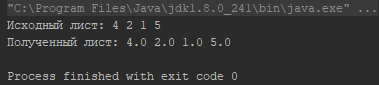 "C:\Program Files\Java\jdk1.8.0_241\bin\java.exe" ...
Исходный лист: 4 2 1 5
Полученный лист: 4.0 2.0 1.0 5.0
Process finished with exit code 0